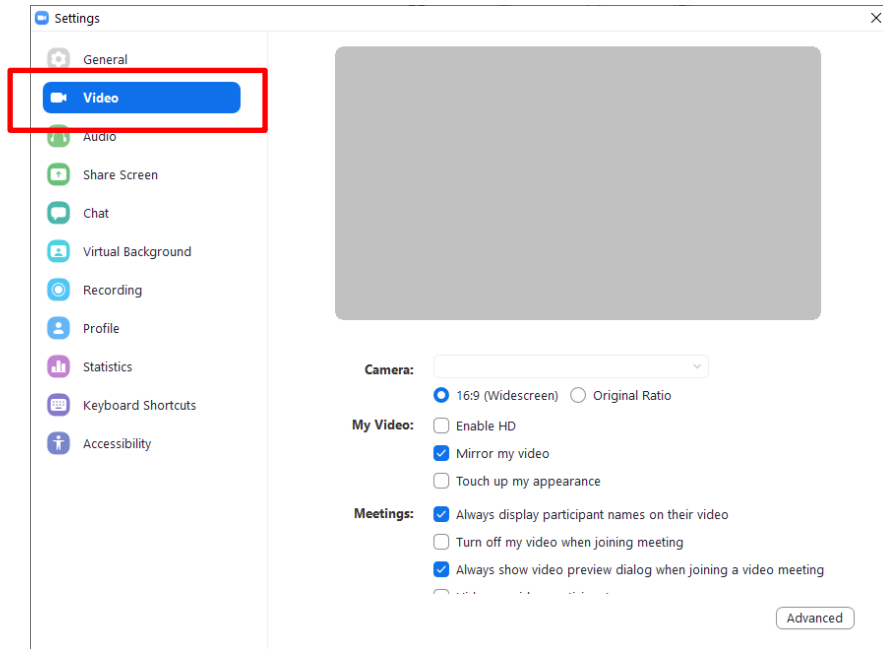 Settings
General
Video
Audio
Share Screen
Chat
Virtual Background
Recording
Profile
Statistics
Keyboard Shortcuts
Accessibility
Camera:
16:9 (Widescreen) Original Ratio
My Video: Enable HD
Mirror my video
Touch up my appearance
Meetings: Always display participant names on their video
Turn off my video when joining meeting
Always show video preview dialog when joining a video meeting
Advanced